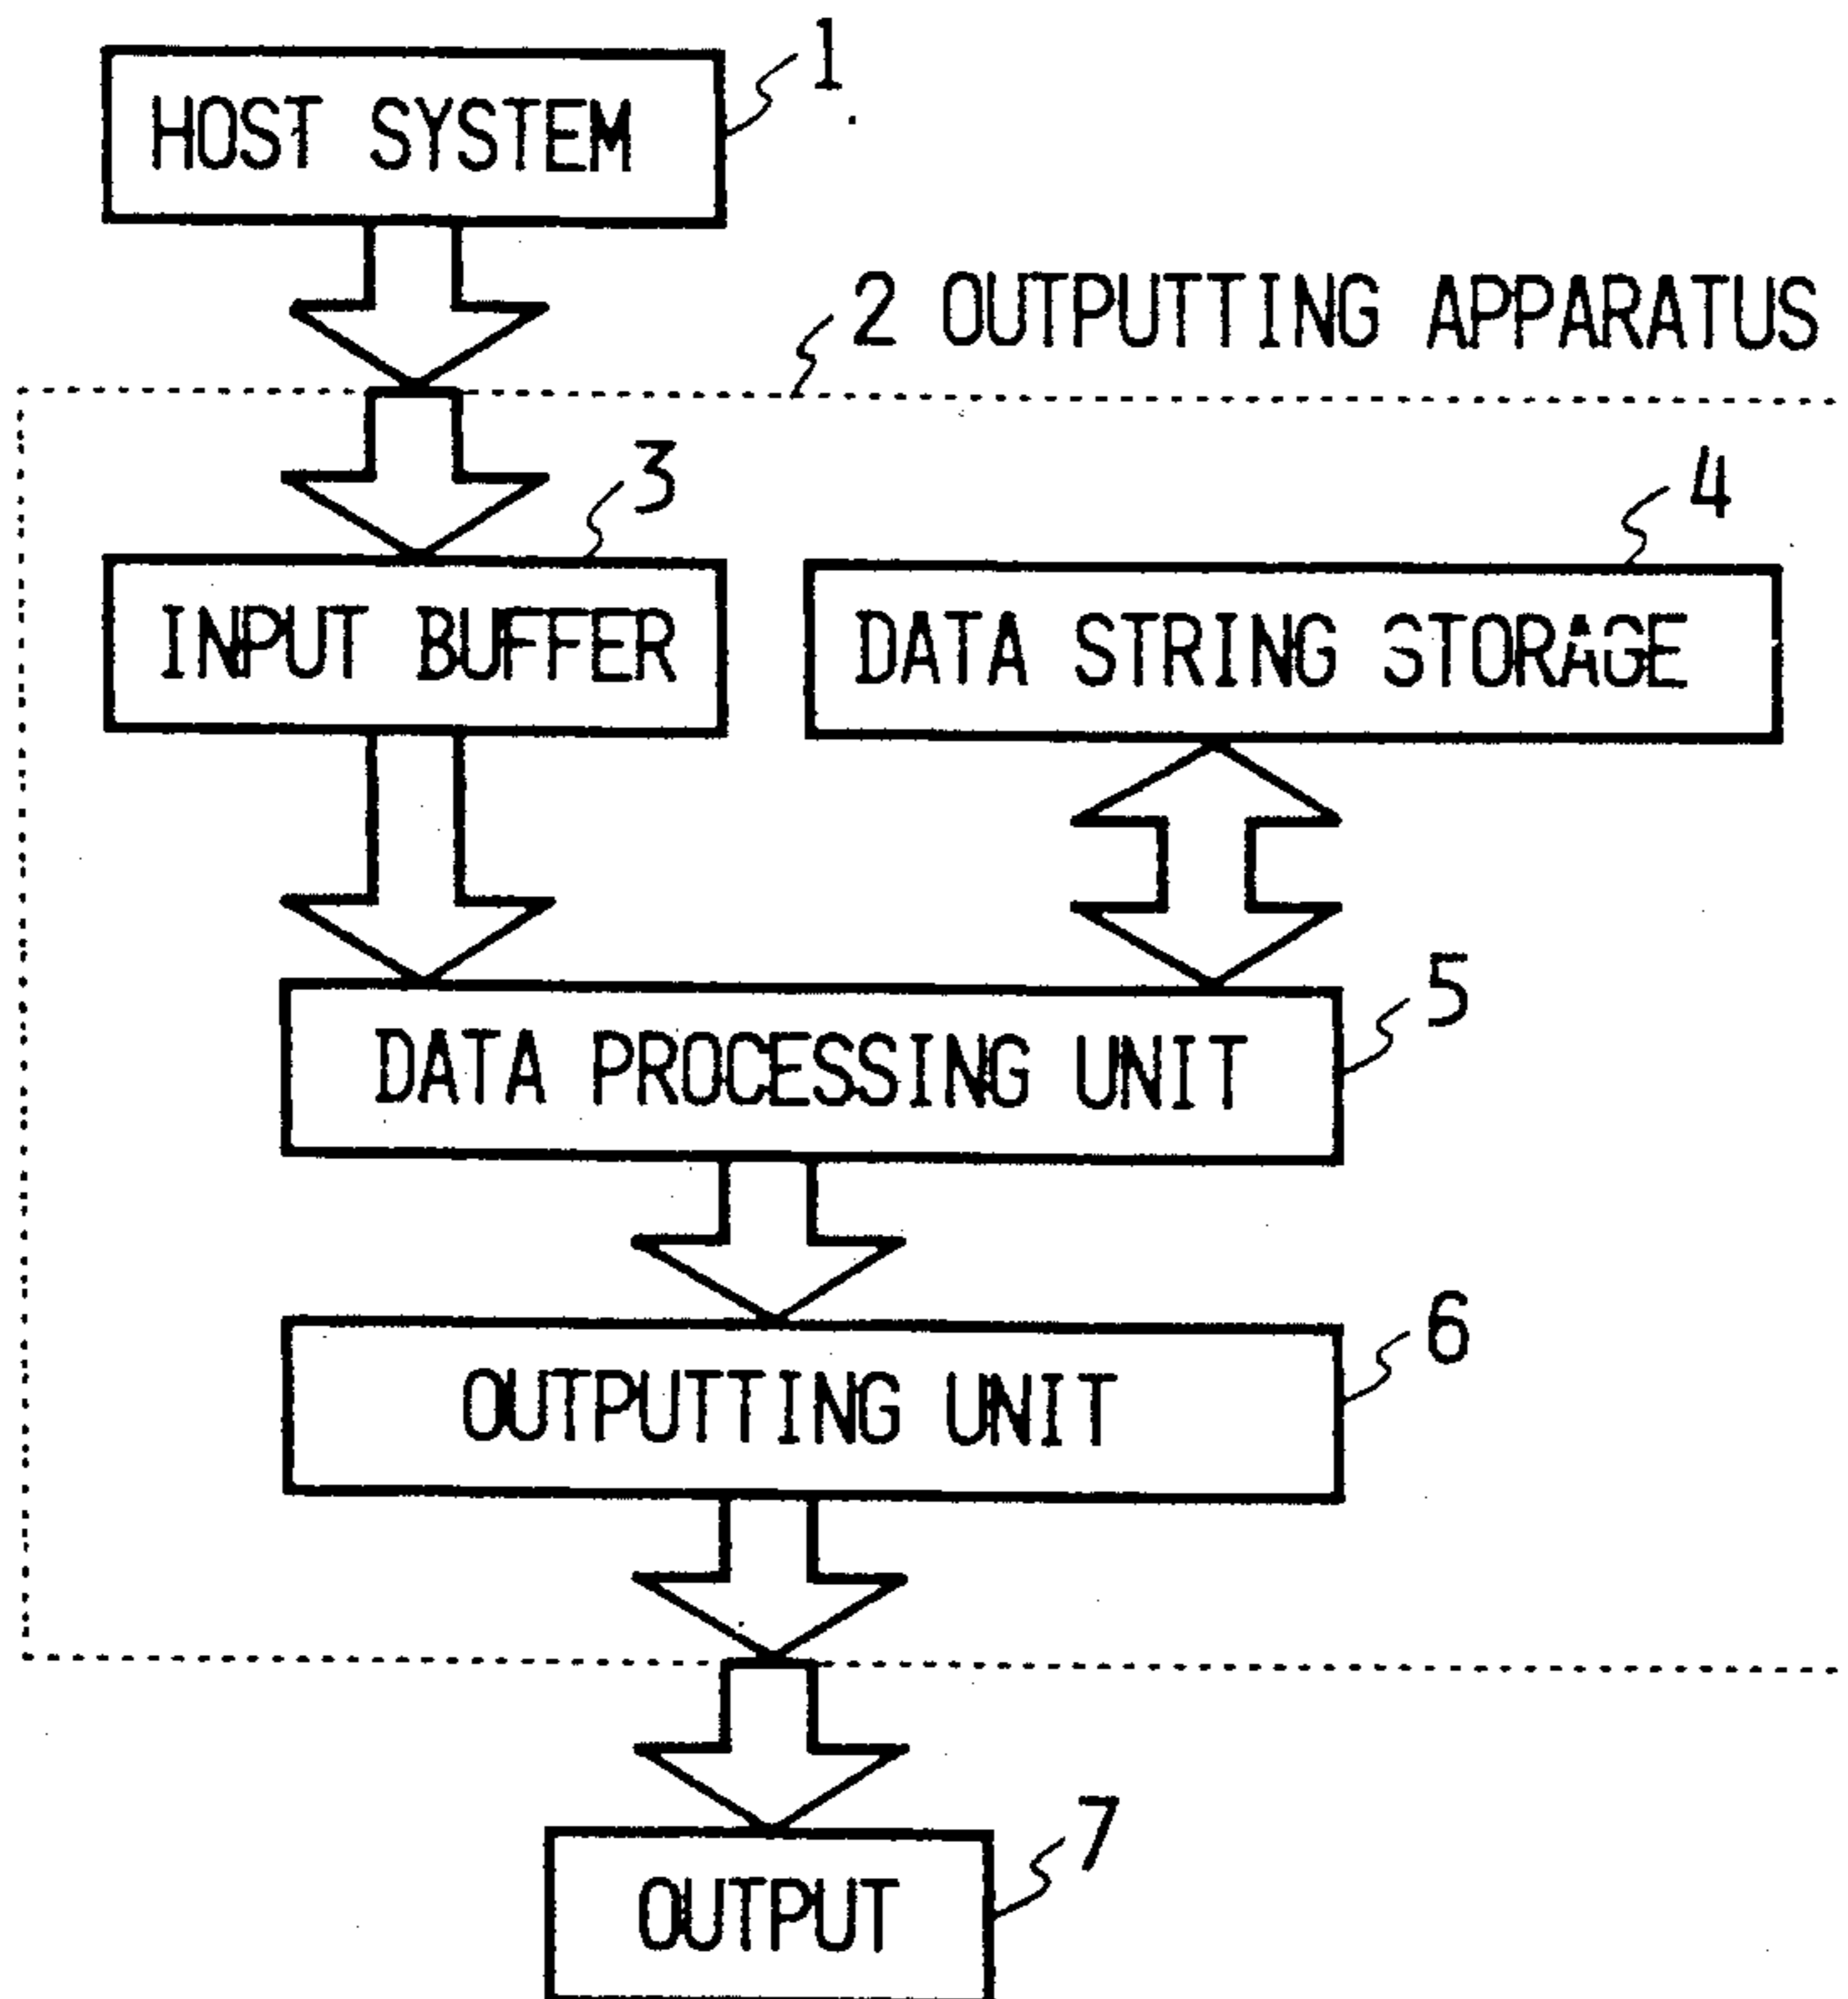 1
HOST SYSTEM
2 OUTPUTTING APPARATUS
3
4
INPUT BUFFER
DATA STRING STORAGE
5
DATA PROCESSING UNIT
6
OUTPUTTING UNIT
7
OUTPUT